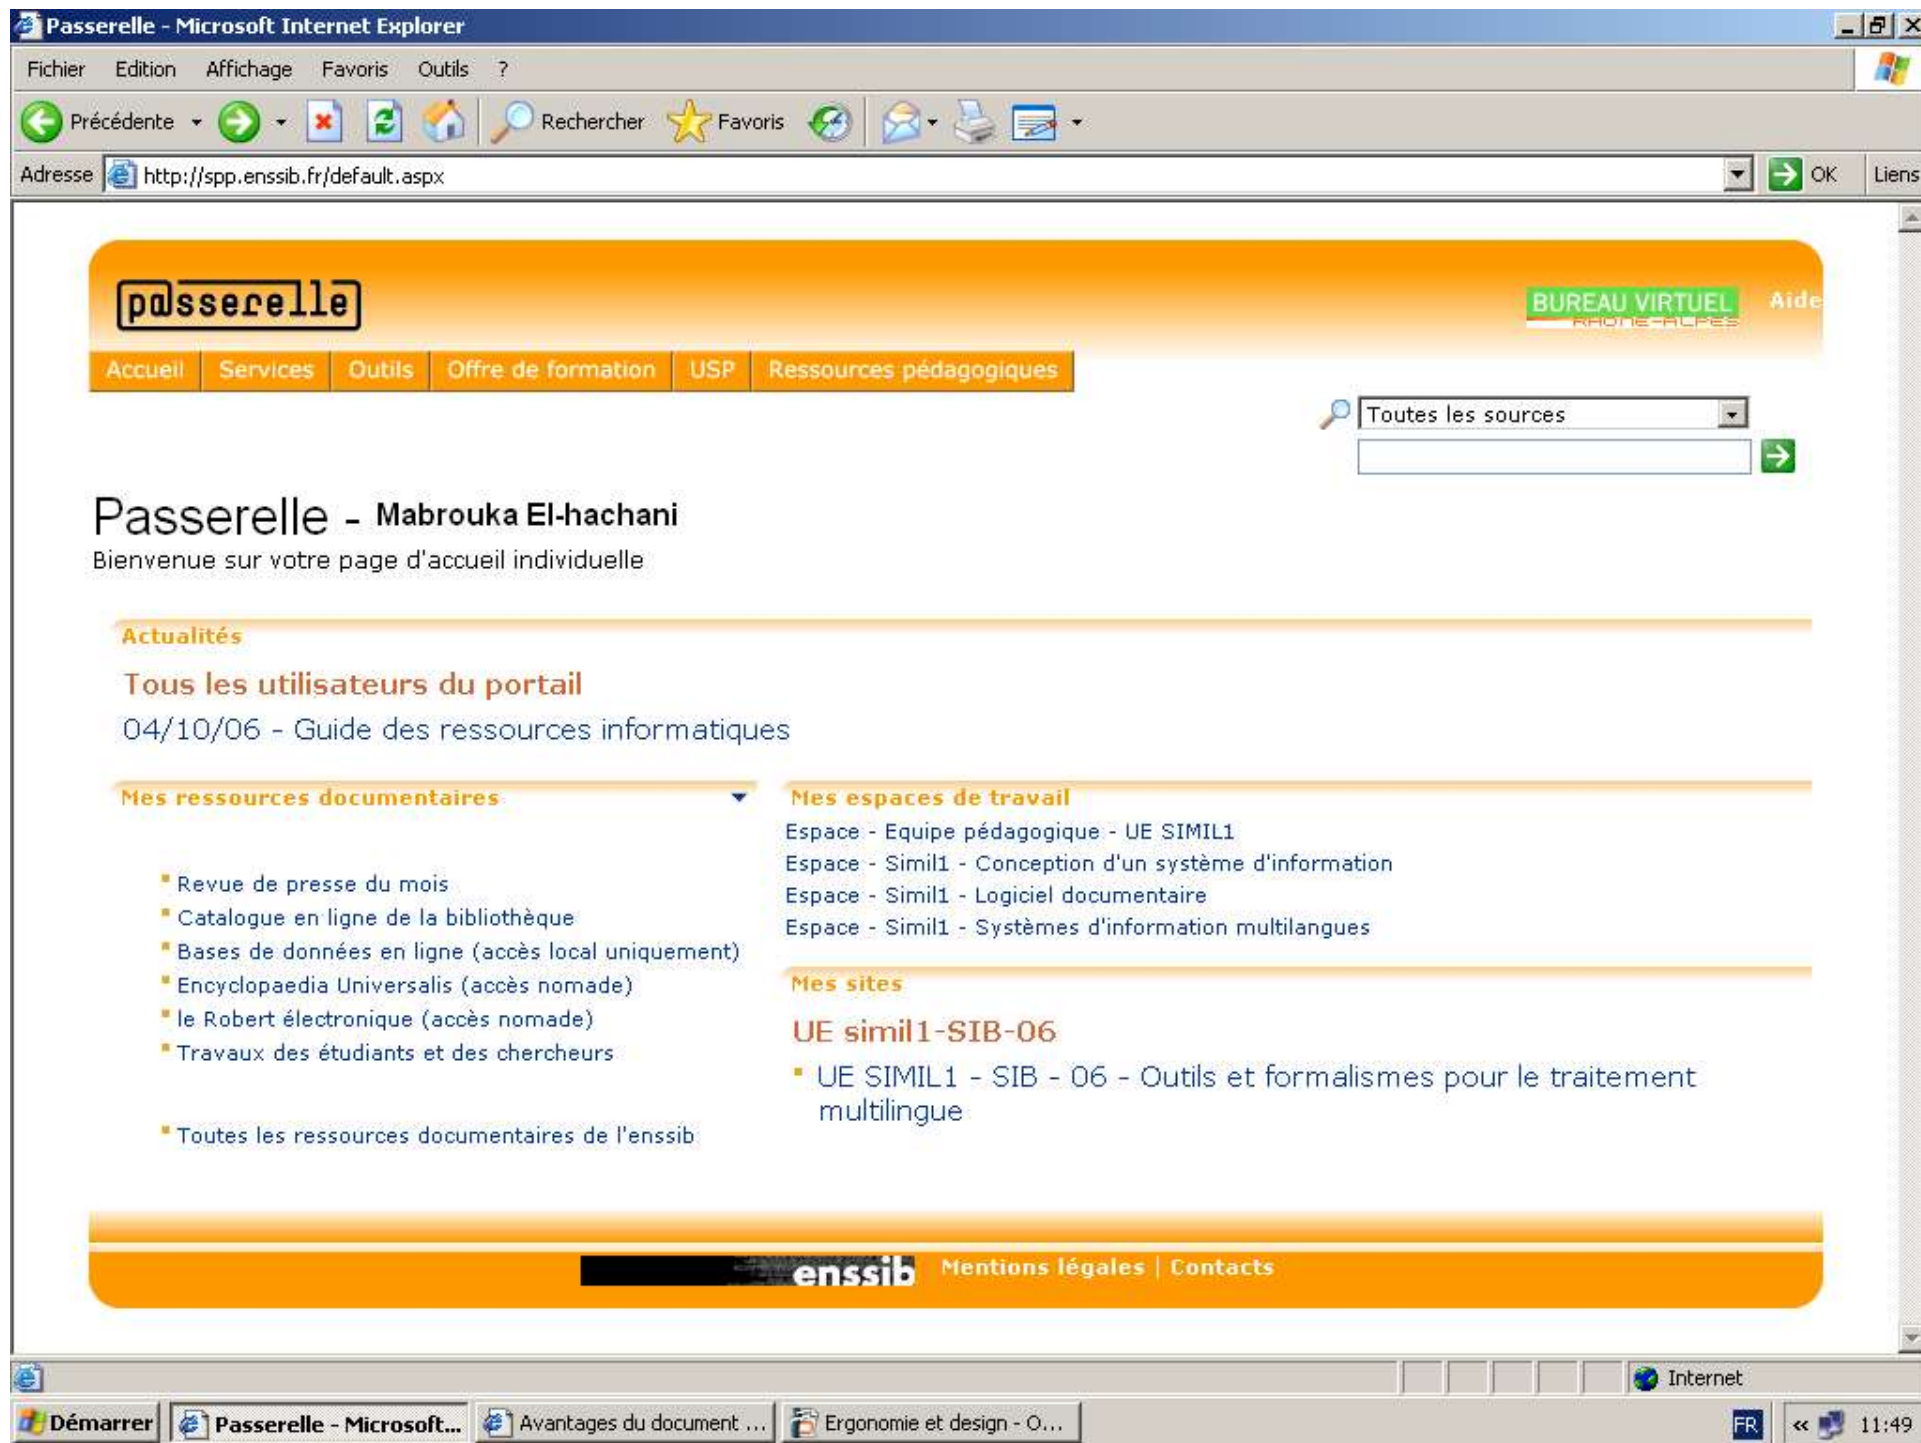 Passerelle - Microsoft Internet Explorer
Fichier Edition Affichage Favoris Outils ?
Précédente Rechercher Favoris
Adresse http://spp.enssib.fr/default.aspx OK Liens
passerelle
BUREAU VIRTUEL Aide
RHÔNE-ALPES
Accueil Services Outils Offre de formation USP Ressources pédagogiques
Toutes les sources
Passerelle - Mabrouka El-hachani
Bienvenue sur votre page d'accueil individuelle
Actualités
Tous les utilisateurs du portail
04/10/06 - Guide des ressources informatiques
Mes ressources documentaires
Revue de presse du mois
Catalogue en ligne de la bibliothèque
Bases de données en ligne (accès local uniquement)
Encyclopaedia Universalis (accès nomade)
le Robert électronique (accès nomade)
Travaux des étudiants et des chercheurs
Toutes les ressources documentaires de l'enssib
Mes espaces de travail
Espace - Equipe pédagogique - UE SIMIL1
Espace - Simil1 - Conception d'un système d'information
Espace - Simil1 - Logiciel documentaire
Espace - Simil1 - Systèmes d'information multilangues
Mes sites
UE simil1-SIB-06
UE SIMIL1 - SIB - 06 - Outils et formalismes pour le traitement
multilingue
enssib Mentions légales | Contacts
Internet
Démarrer Passerelle - Microsoft... Avantages du document ... Ergonomie et design - O... FR « 11:49